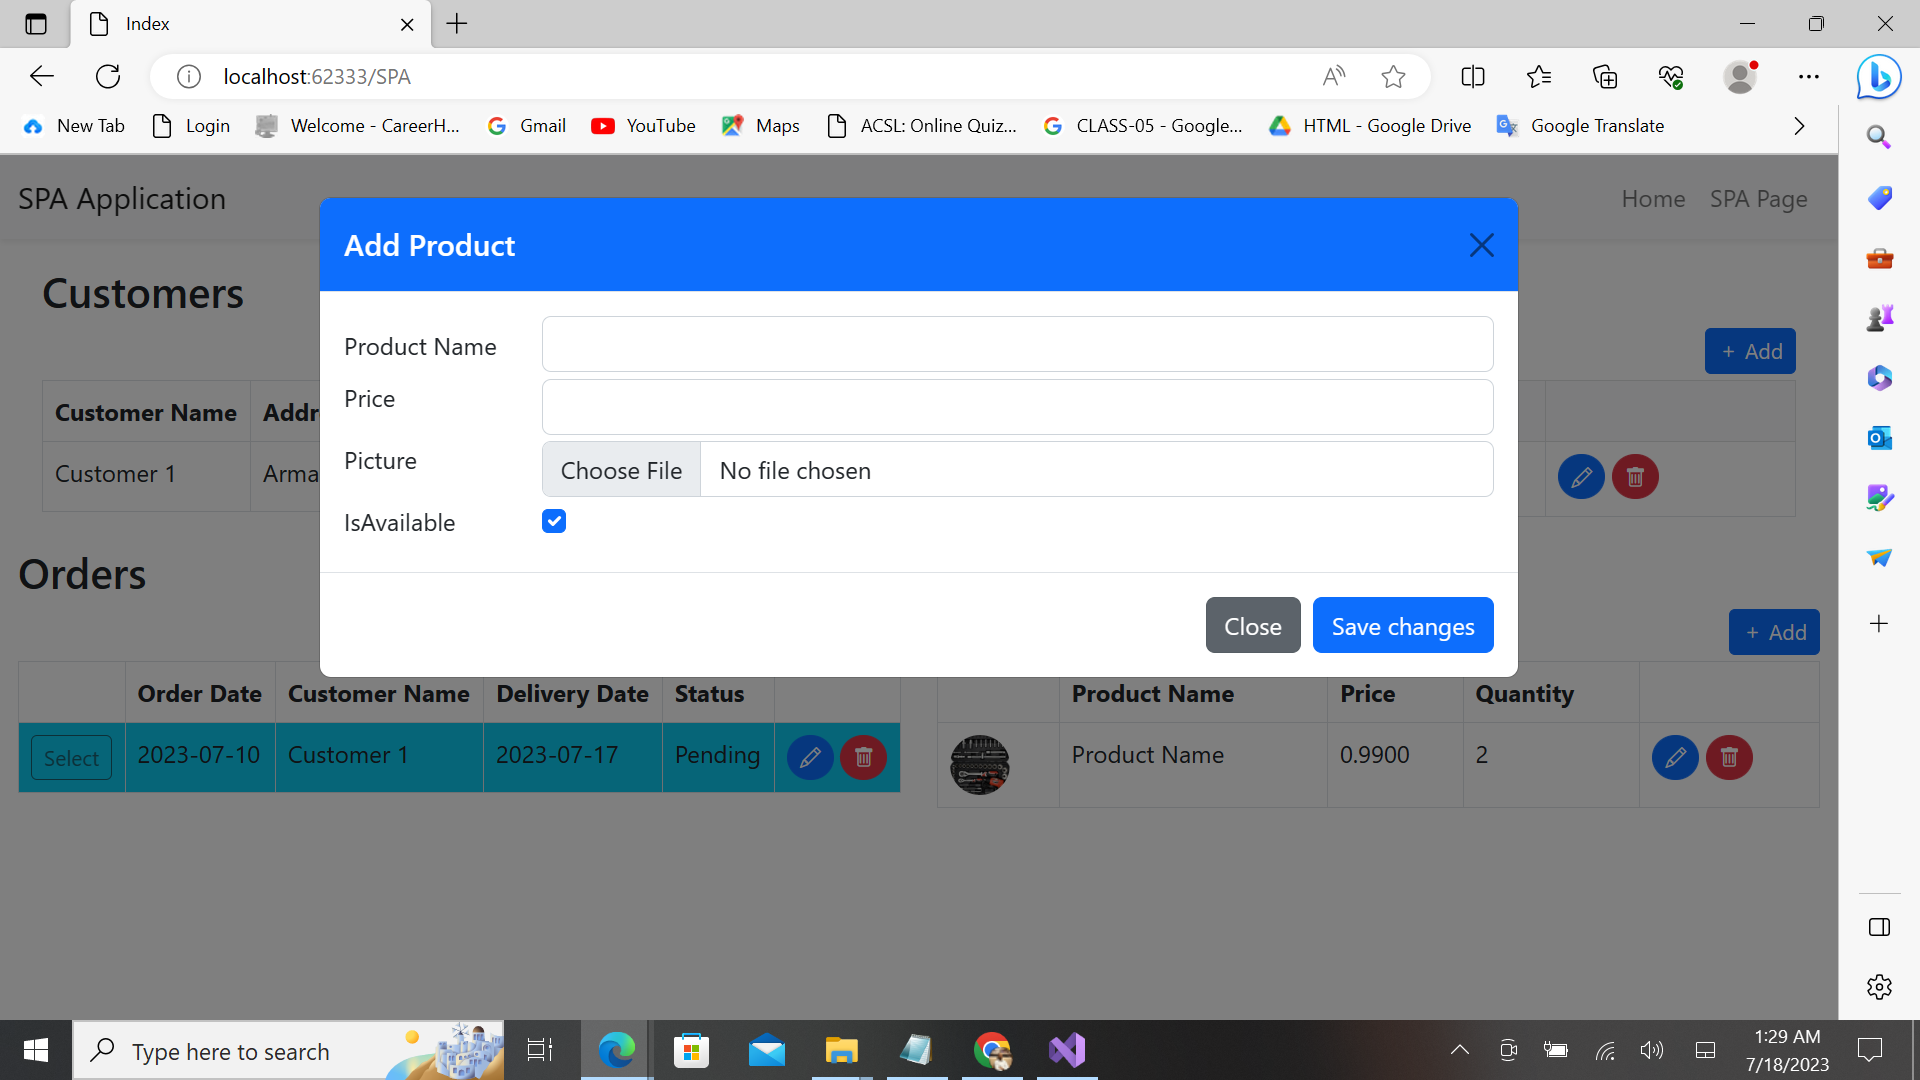 Index
localhost:62333/SPA
New Tab Login Welcome - CareerH... Gmail YouTube Maps ACSL: Online Quiz... CLASS-05 - Google... HTML - Google Drive Google Translate
SPA Application Home SPA Page
Add Product
Customers
Product Name
+ Add
Price
Customer Name Addr
Picture Choose File No file chosen
Customer 1 Arma
IsAvailable
Orders
Close Save changes
+ Add
Order Date Customer Name Delivery Date Status Product Name Price Quantity
Select 2023-07-10 Customer 1 2023-07-17 Pending Product Name 0.9900 2
Type here to search
1:29 AM
7/18/2023